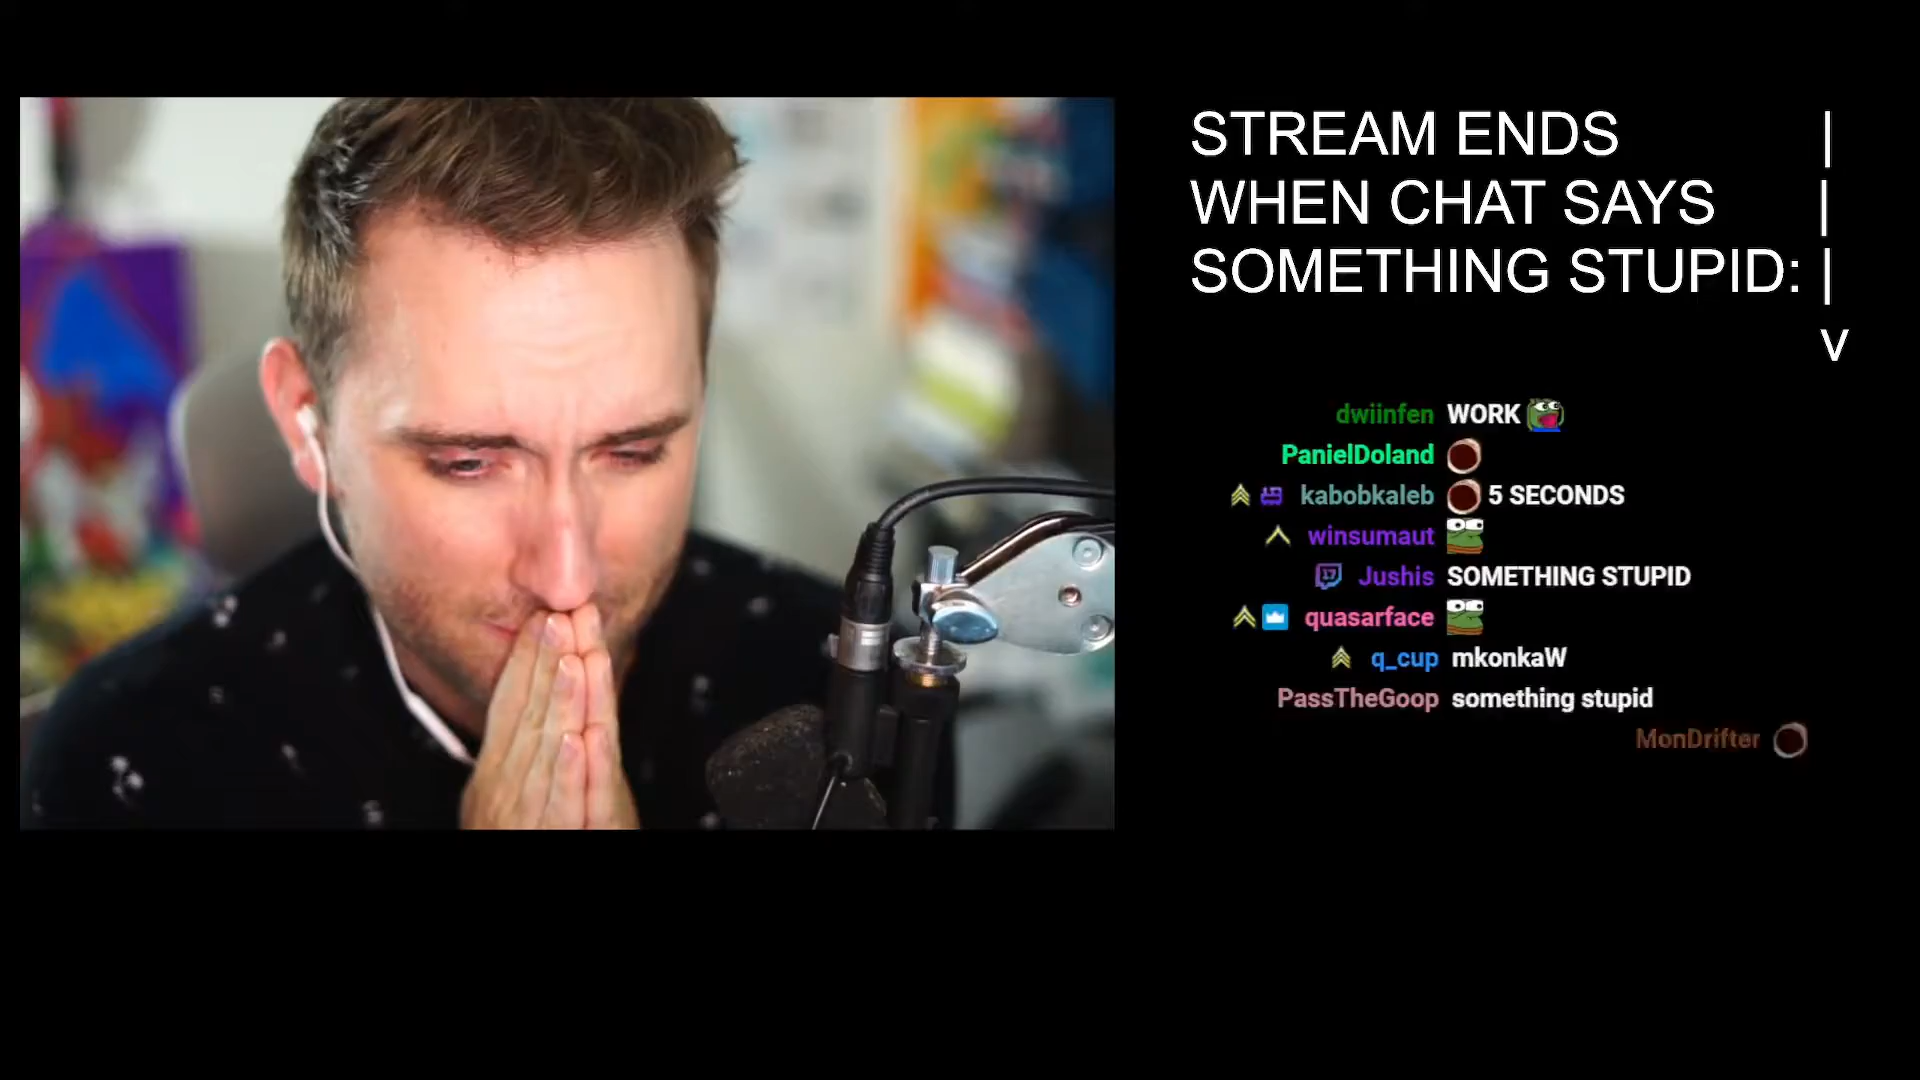 STREAM ENDS |
WHEN CHAT SAYS |
SOMETHING STUPID: |
v
dwiinfen WORK
PanielDoland
kabobkaleb 5 SECONDS
winsumaut
Jushis SOMETHING STUPID
quasarface
q_cup mkonkaW
PassTheGoop something stupid
MonDrifter